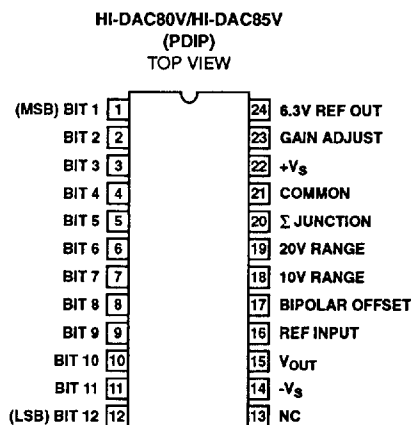 HI-DAC80V/HI-DAC85V
(PDIP)
TOP VIEW
(MSB) BIT 1 1 24 6.3V REF OUT
BIT 2 2 23 GAIN ADJUST
BIT 3 3 22 +VS
BIT 4 4 21 COMMON
BIT 5 5 20 Σ JUNCTION
BIT 6 6 19 20V RANGE
BIT 7 7 18 10V RANGE
BIT 8 8 17 BIPOLAR OFFSET
BIT 9 9 16 REF INPUT
BIT 10 10 15 VOUT
BIT 11 11 14 -VS
(LSB) BIT 12 12 13 NC